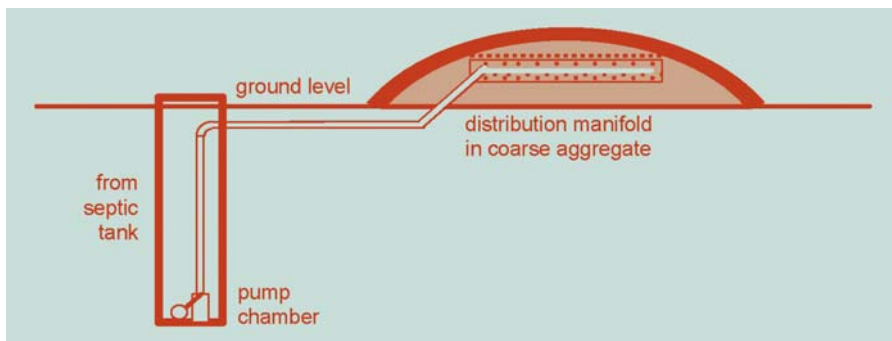 ground level
distribution manifold
in coarse aggregate
from
septic
tank
pump
chamber